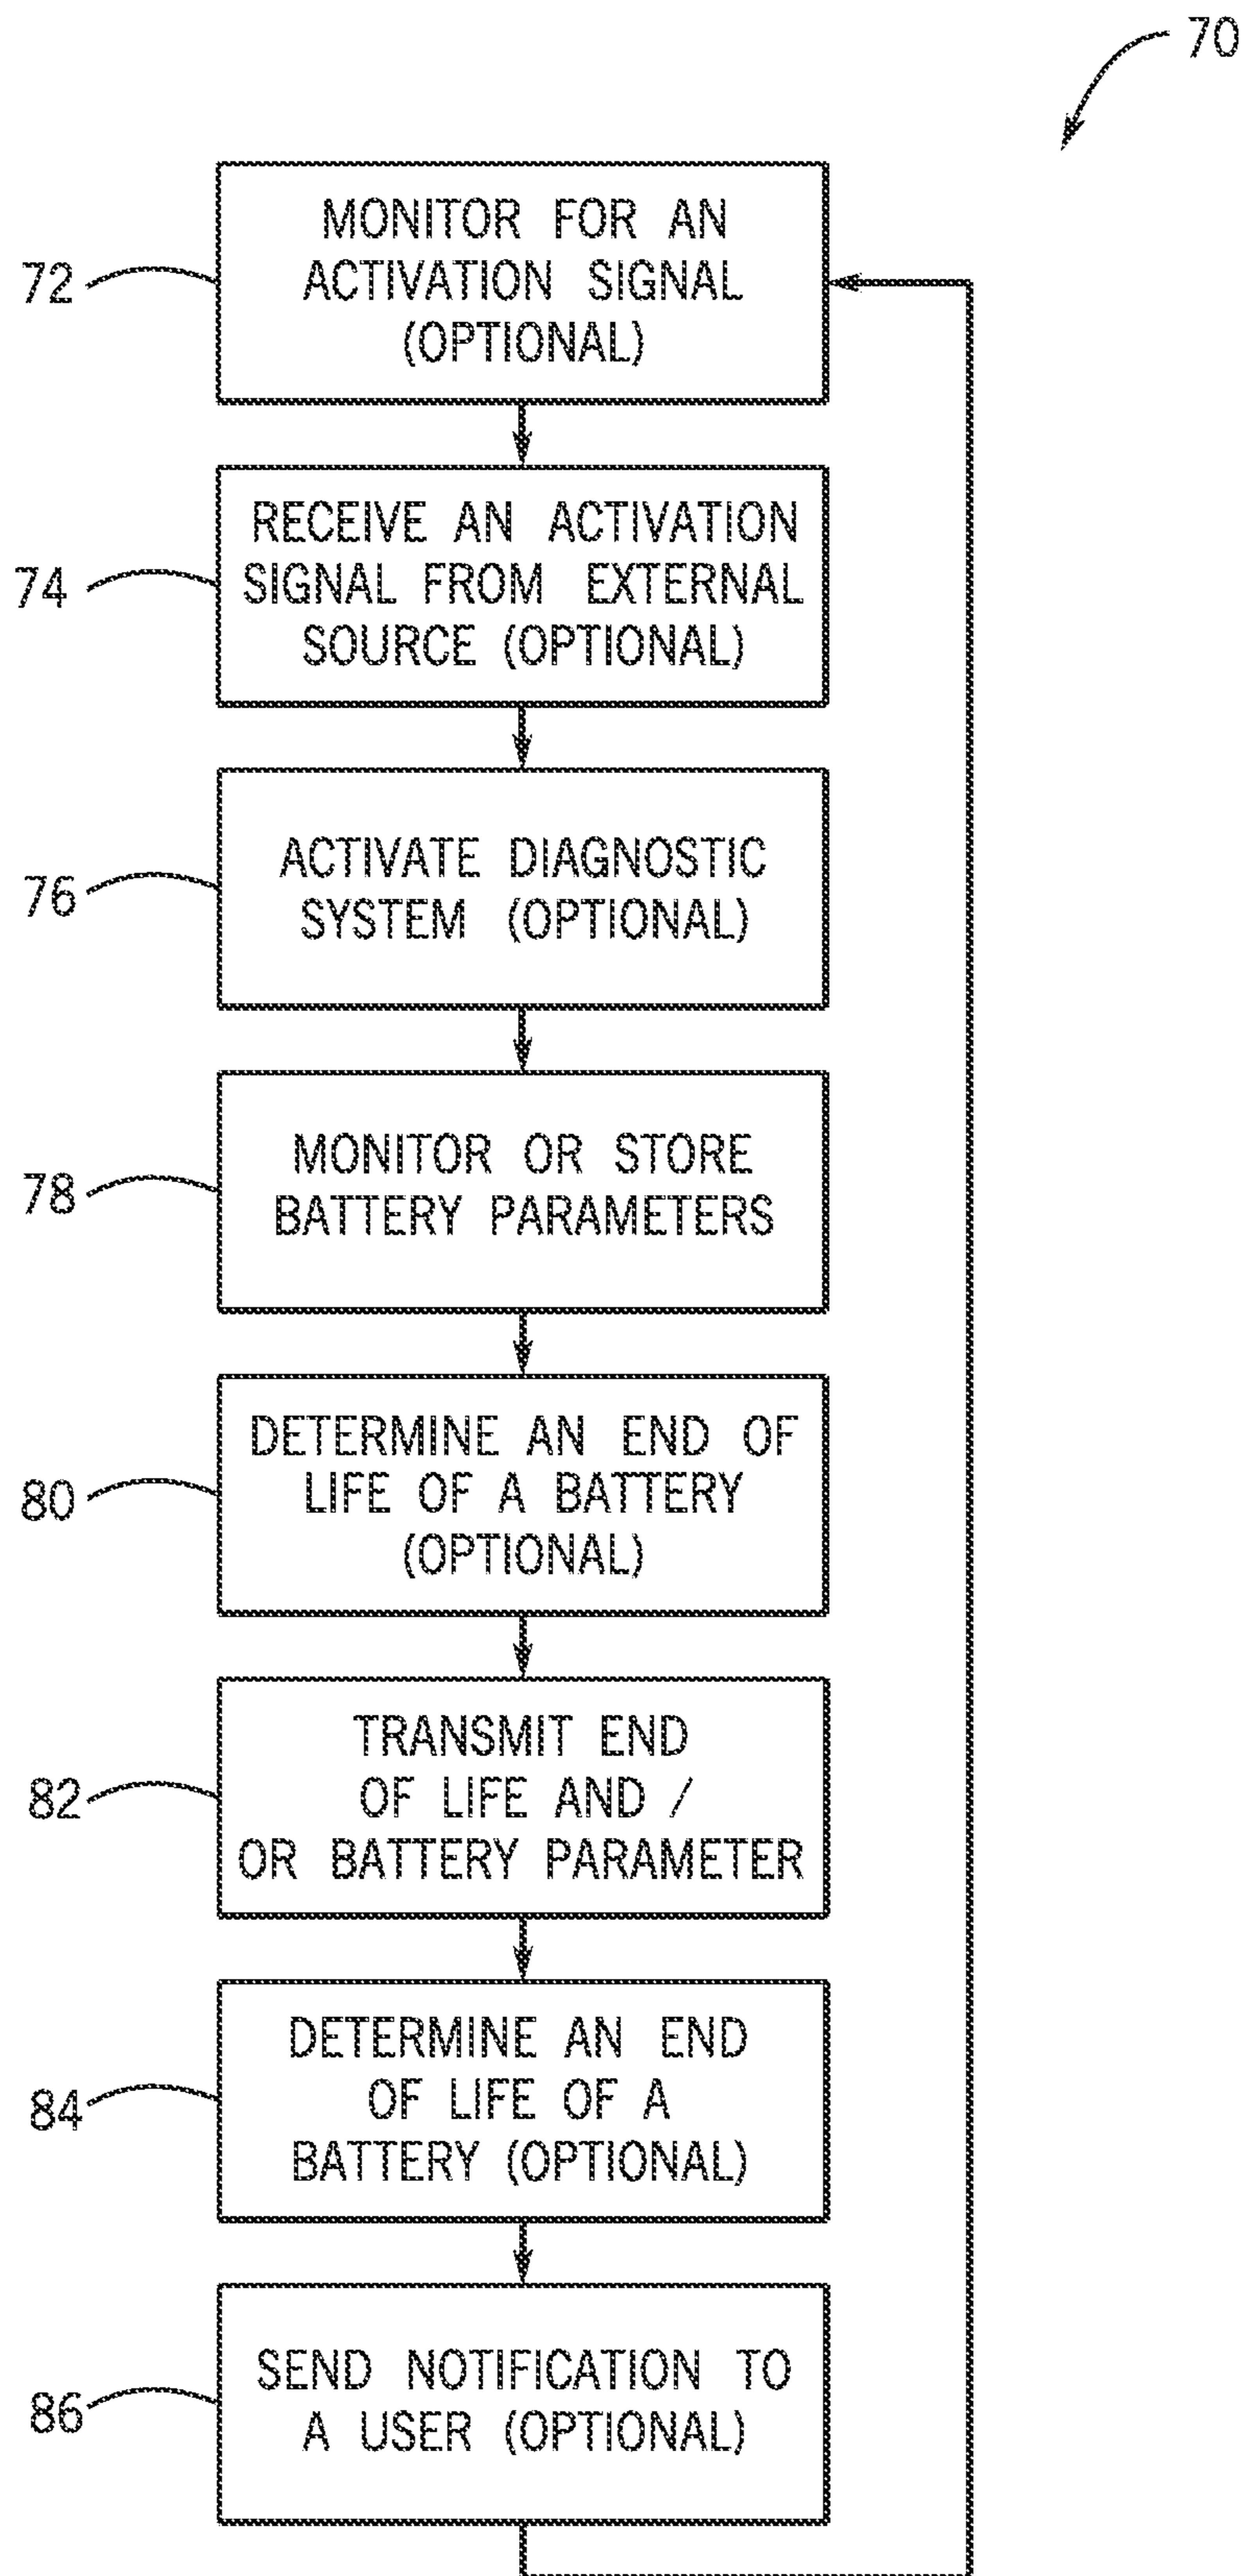 70
72
MONITOR FOR AN
ACTIVATION SIGNAL
(OPTIONAL)
74
RECEIVE AN ACTIVATION
SIGNAL FROM EXTERNAL
SOURCE (OPTIONAL)
76
ACTIVATE DIAGNOSTIC
SYSTEM (OPTIONAL)
78
MONITOR OR STORE
BATTERY PARAMETERS
80
DETERMINE AN END OF
LIFE OF A BATTERY
(OPTIONAL)
82
TRANSMIT END
OF LIFE AND /
OR BATTERY PARAMETER
84
DETERMINE AN END
OF LIFE OF A
BATTERY (OPTIONAL)
86
SEND NOTIFICATION TO
A USER (OPTIONAL)